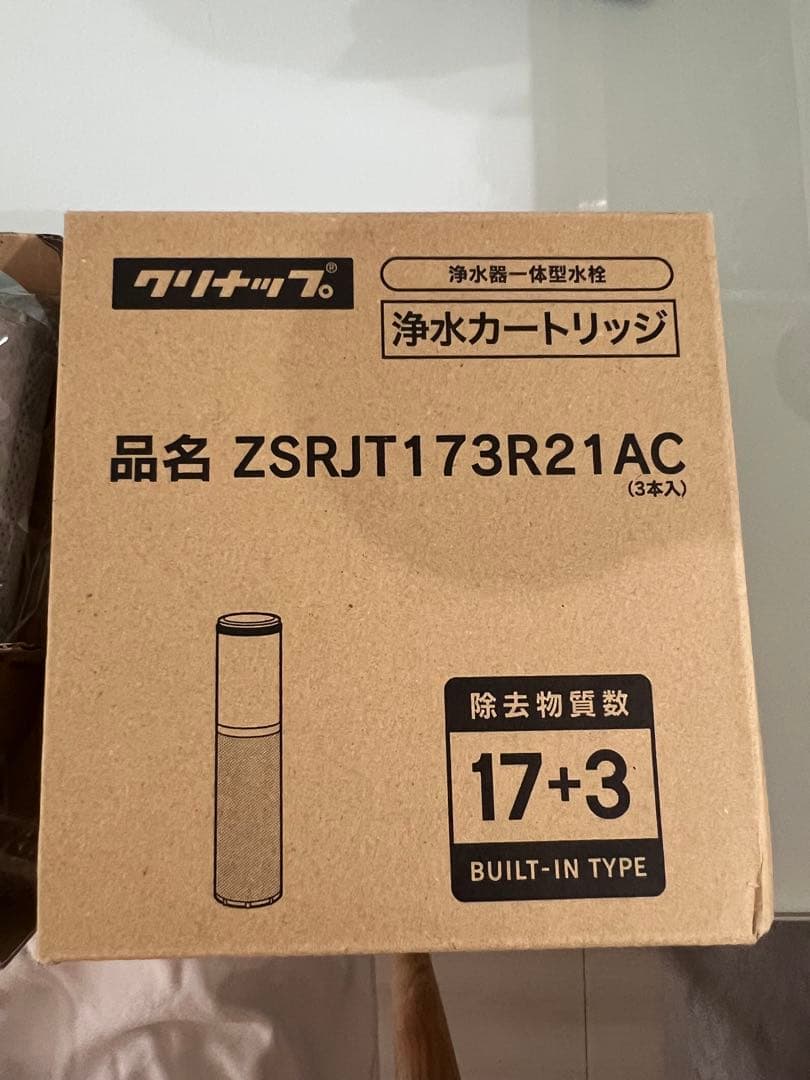 クリナップ®
浄水器一体型水栓
浄水カートリッジ
品名 ZSRJT173R21AC
(3本入)
除去物質数
17+3
BUILT-IN TYPE